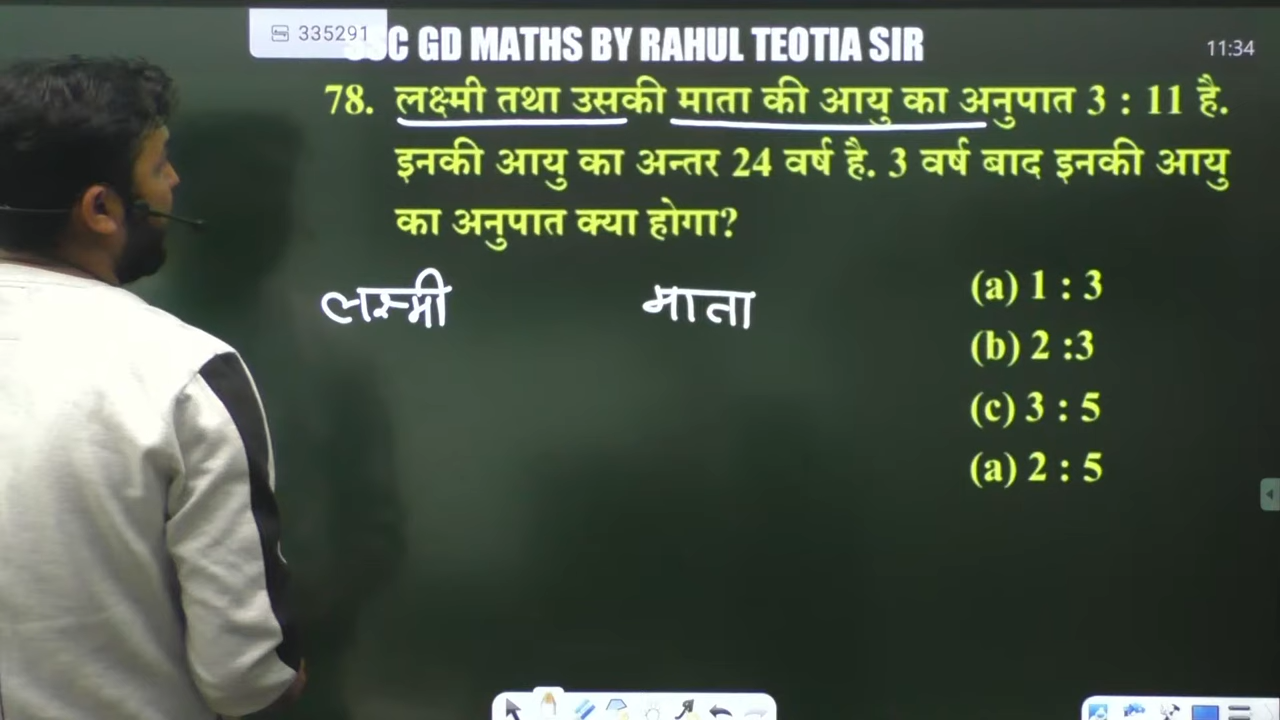 335291
SSC GD MATHS BY RAHUL TEOTIA SIR
11:34
78. लक्ष्मी तथा उसकी माता की आयु का अनुपात 3 : 11 है.
इनकी आयु का अन्तर 24 वर्ष है. 3 वर्ष बाद इनकी आयु
का अनुपात क्या होगा?
लक्ष्मी माता
(a) 1 : 3
(b) 2 :3
(c) 3 : 5
(a) 2 : 5